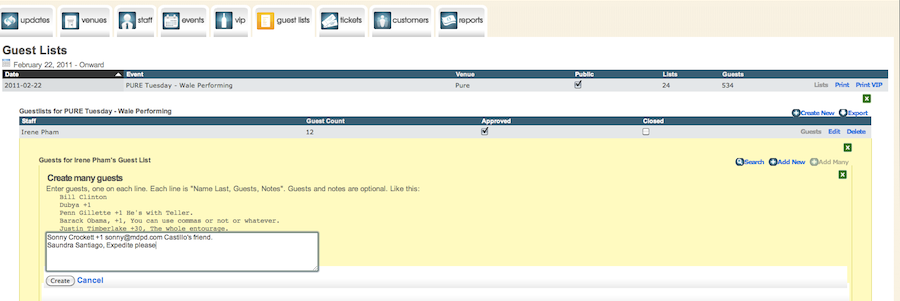 updates venues staff events vip guest lists tickets customers reports
Guest Lists
February 22, 2011 - Onward
Date Event Venue Public Lists Guests
2011-02-22 PURE Tuesday - Wale Performing Pure 24 534 Lists Print Print VIP
Guestlists for PURE Tuesday - Wale Performing Create New Export
Staff Guest Count Approved Closed
Irene Pham 12 Guests Edit Delete
Guests for Irene Pham's Guest List Search Add New Add Many
Create many guests
Enter guests, one on each line. Each line is "Name Last, Guests, Notes". Guests and notes are optional. Like this:
Bill Clinton
Dubya +1
Penn Gillette +1 He's with Teller.
Barack Obama, +1, You can use commas or not or whatever.
Justin Timberlake +30, The whole entourage.
Sonny Crockett +1 sonny@mdpd.com Castillo's friend.
Saundra Santiago, Expedite please
Create Cancel